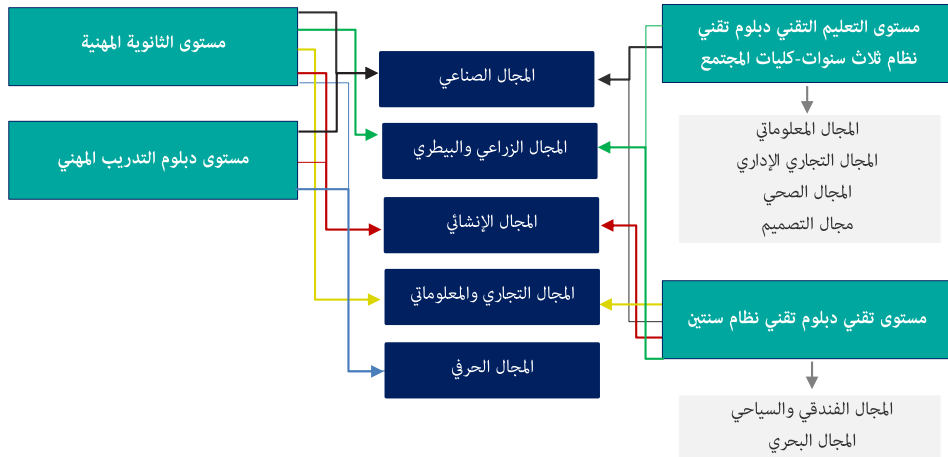 مستوى التعليم التقني دبلوم تقني
نظام ثلاث سنوات-كليات المجتمع
المجال المعلوماتي
المجال التجاري الإداري
المجال الصحي
مجال التصميم
مستوى تقني دبلوم تقني نظام سنتين
المجال الفندقي والسياحي
المجال البحري
المجال الصناعي
المجال الزراعي والبيطري
المجال الإنشائي
المجال التجاري والمعلوماتي
المجال الحرفي
مستوى الثانوية المهنية
مستوى دبلوم التدريب المهني